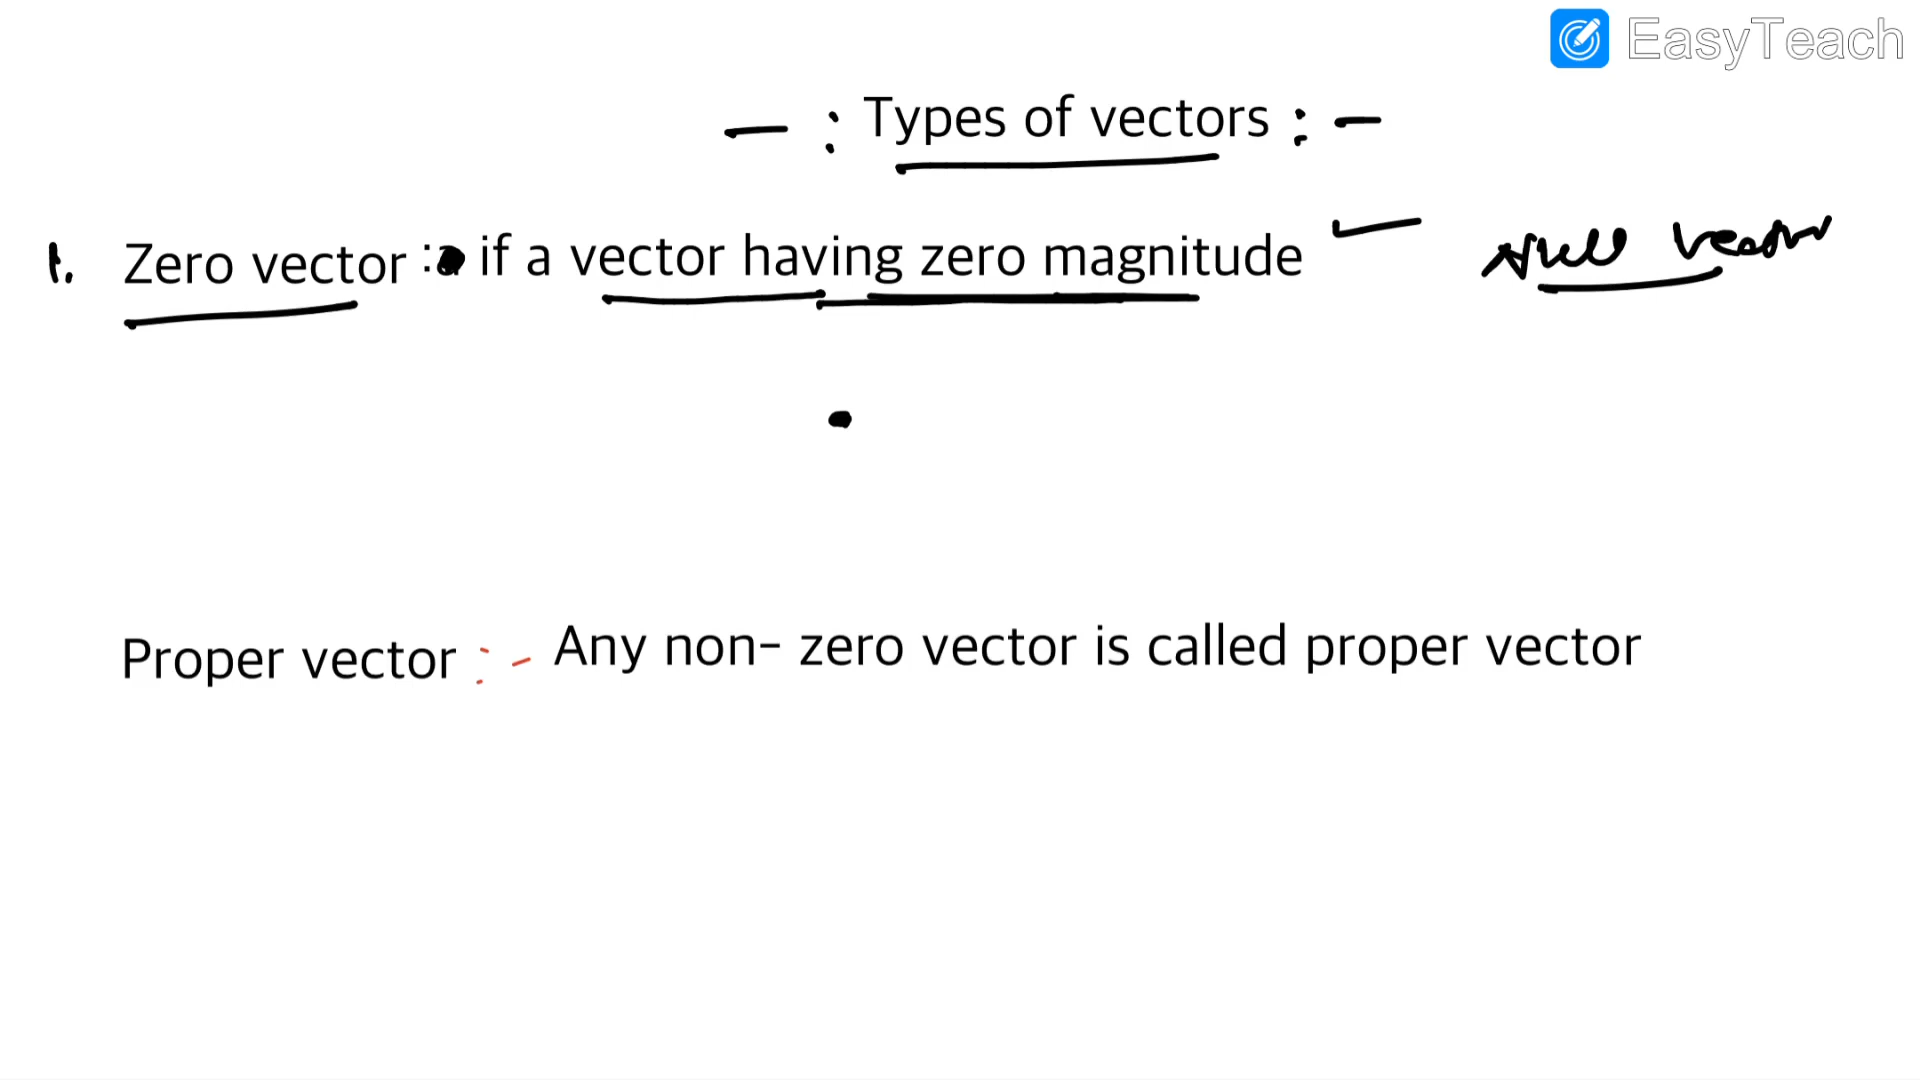 EasyTeach
- : Types of vectors : -
1. Zero vector : if a vector having zero magnitude Null vector
Proper vector : - Any non- zero vector is called proper vector